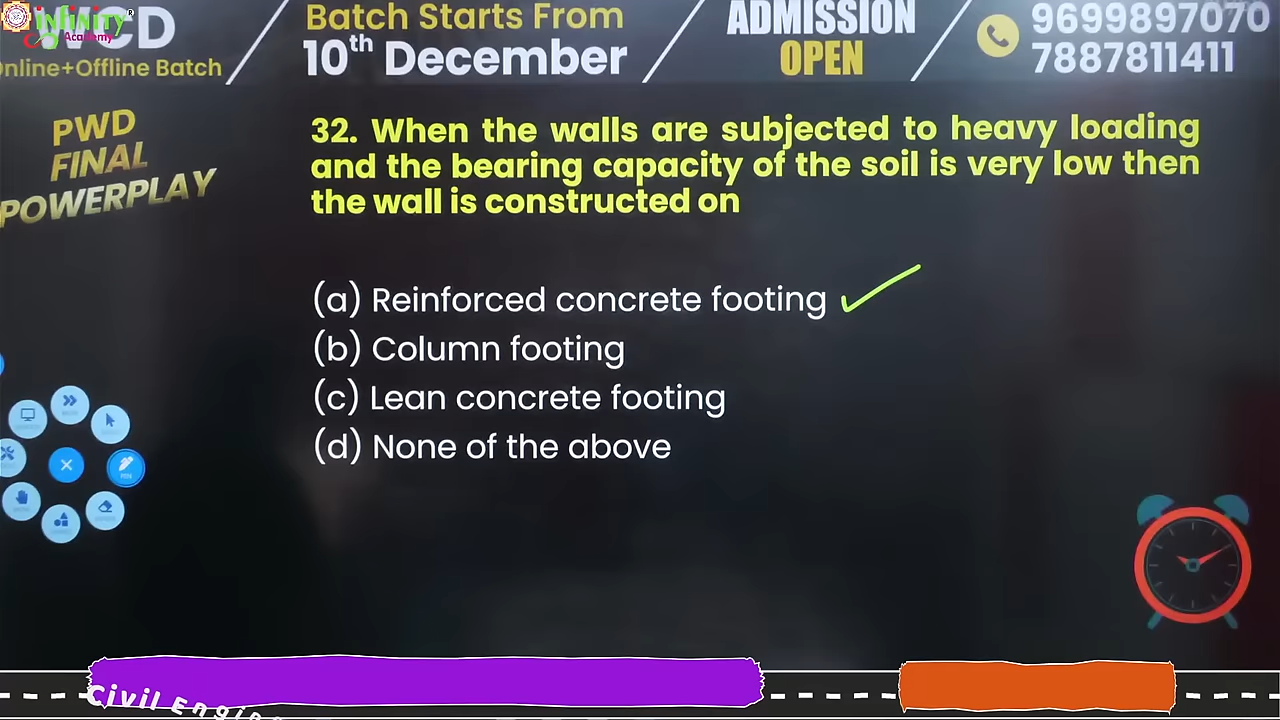 infinity
Academy
Online+Offline Batch
Batch Starts From
10th December
ADMISSION
OPEN
9699897070
7887811411
PWD
FINAL
POWERPLAY
32. When the walls are subjected to heavy loading
and the bearing capacity of the soil is very low then
the wall is constructed on
(a) Reinforced concrete footing
(b) Column footing
(c) Lean concrete footing
(d) None of the above
Civil Engin